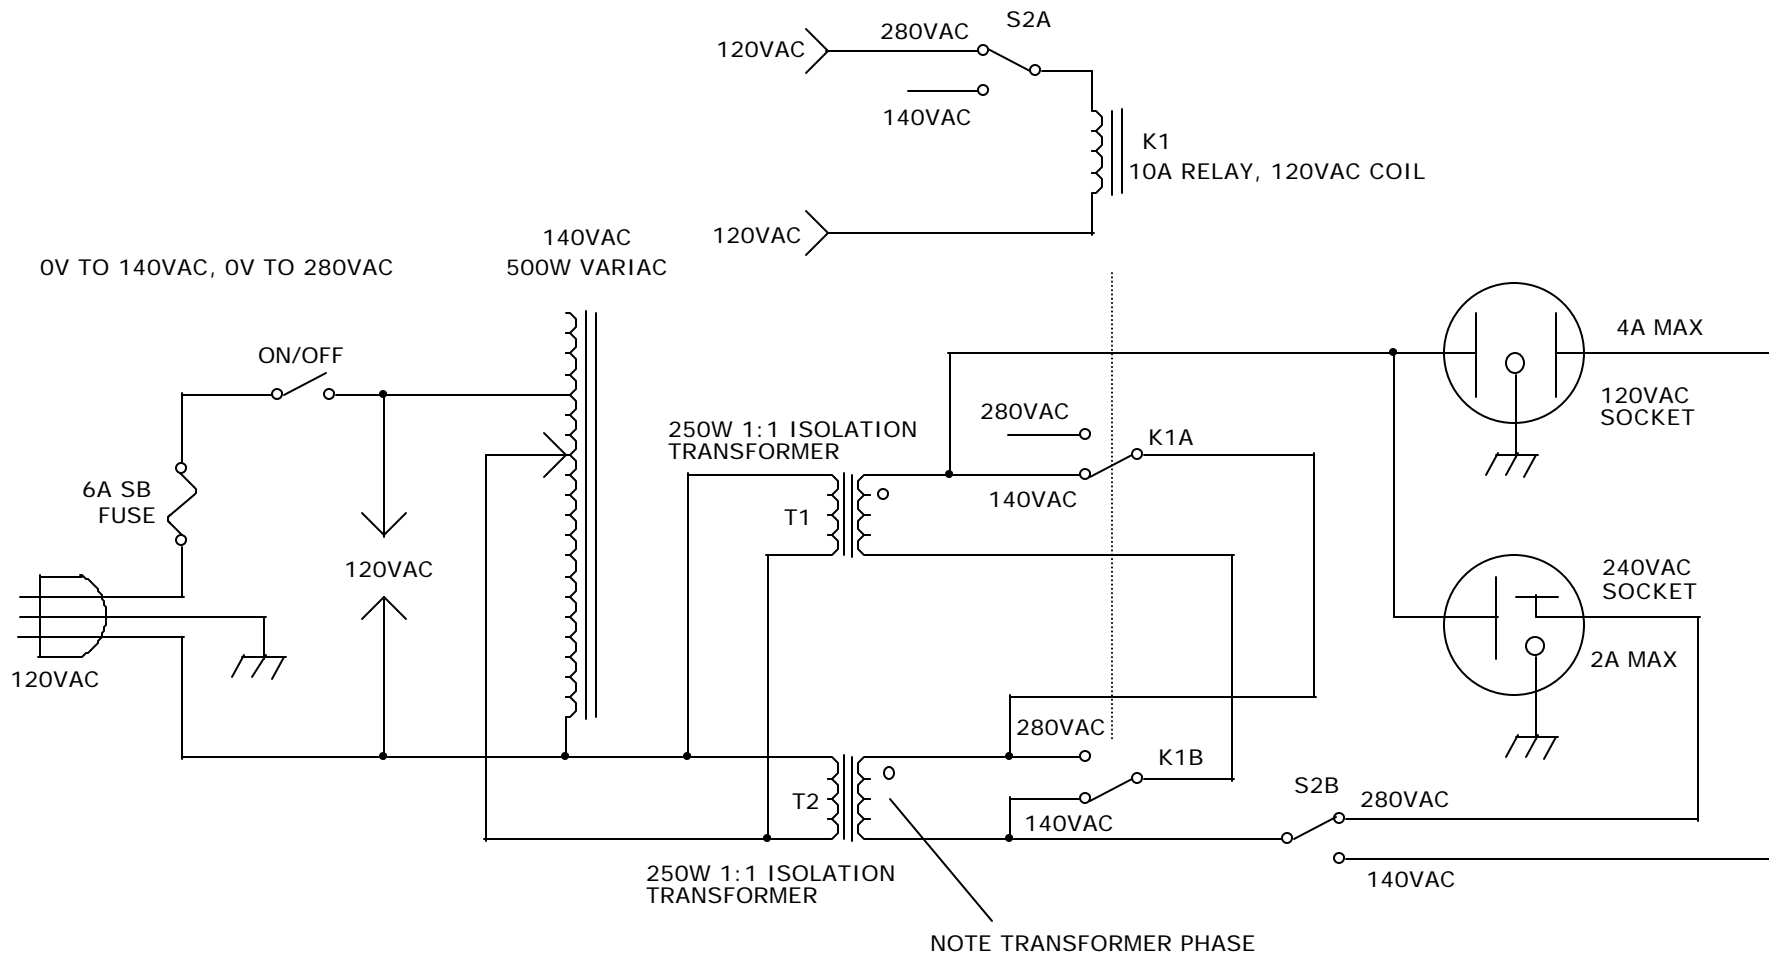 S2A
280VAC
120VAC
140VAC
K1
10A RELAY, 120VAC COIL
120VAC
140VAC
500W VARIAC
0V TO 140VAC, 0V TO 280VAC
4A MAX
ON/OFF
120VAC
SOCKET
280VAC
K1A
250W 1:1 ISOLATION
TRANSFORMER
140VAC
6A SB
FUSE
T1
120VAC
240VAC
SOCKET
2A MAX
120VAC
280VAC
K1B
S2B
280VAC
T2
140VAC
140VAC
250W 1:1 ISOLATION
TRANSFORMER
NOTE TRANSFORMER PHASE